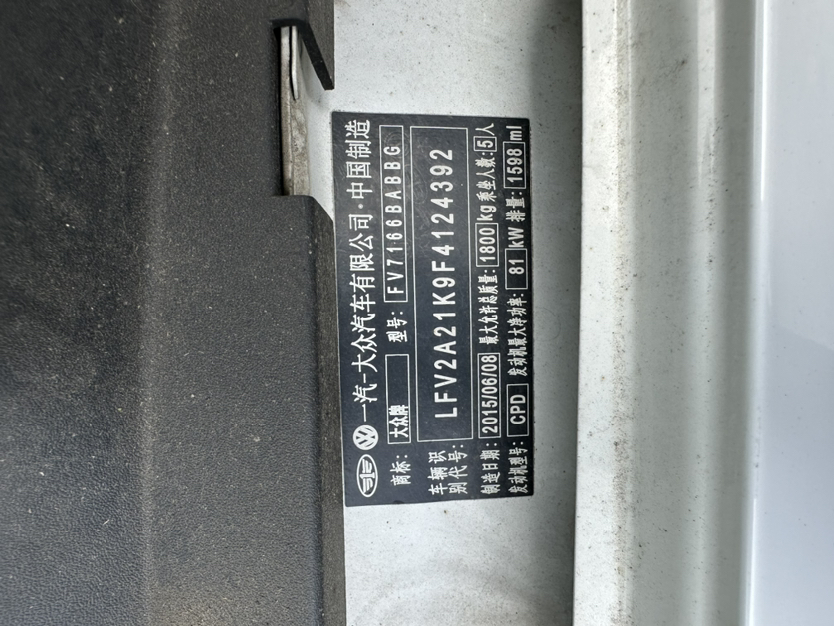 一汽-大众汽车有限公司·中国制造
商标: 大众牌 型号: FV7166BABBG
车辆识别代号: LFV2A21K9F4124392
制造日期: 2015/06/08 最大允许总质量: 1800 kg 乘坐人数: 5 人
发动机型号: CPD 发动机最大净功率: 81 kW 排量: 1598 ml